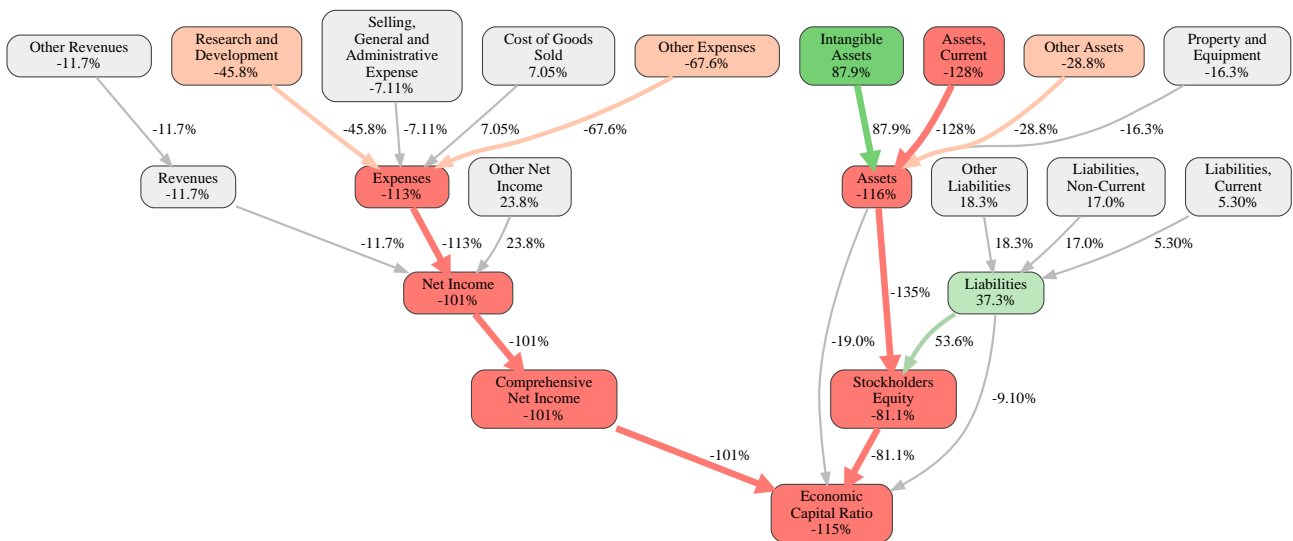 Other Revenues
-11.7%
Research and
Development
-45.8%
Selling,
General and
Administrative
Expense
-7.11%
Cost of Goods
Sold
7.05%
Other Expenses
-67.6%
Intangible
Assets
87.9%
Assets,
Current
-128%
Other Assets
-28.8%
Property and
Equipment
-16.3%
-11.7%
-45.8%
-7.11%
7.05%
-67.6%
87.9%
-128%
-28.8%
-16.3%
Revenues
-11.7%
Expenses
-113%
Other Net
Income
23.8%
Assets
-116%
Other
Liabilities
18.3%
Liabilities,
Non-Current
17.0%
Liabilities,
Current
5.30%
-11.7%
-113%
23.8%
18.3%
17.0%
5.30%
Net Income
-101%
-135%
Liabilities
37.3%
-101%
-19.0%
53.6%
Comprehensive
Net Income
-101%
Stockholders
Equity
-81.1%
-9.10%
-101%
-81.1%
Economic
Capital Ratio
-115%